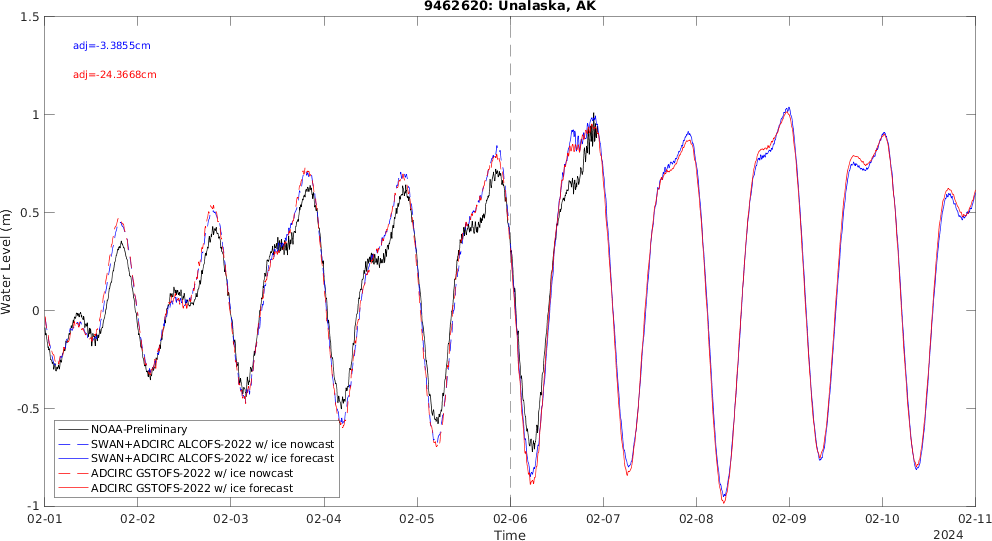 9462620: Unalaska, AK
1.5
1
0.5
0
-0.5
-1
Water Level (m)
adj=-3.3855cm
adj=-24.3668cm
NOAA-Preliminary
SWAN+ADCIRC ALCOFS-2022 w/ ice nowcast
SWAN+ADCIRC ALCOFS-2022 w/ ice forecast
ADCIRC GSTOFS-2022 w/ ice nowcast
ADCIRC GSTOFS-2022 w/ ice forecast
02-01 02-02 02-03 02-04 02-05 02-06 02-07 02-08 02-09 02-10 02-11
Time
2024